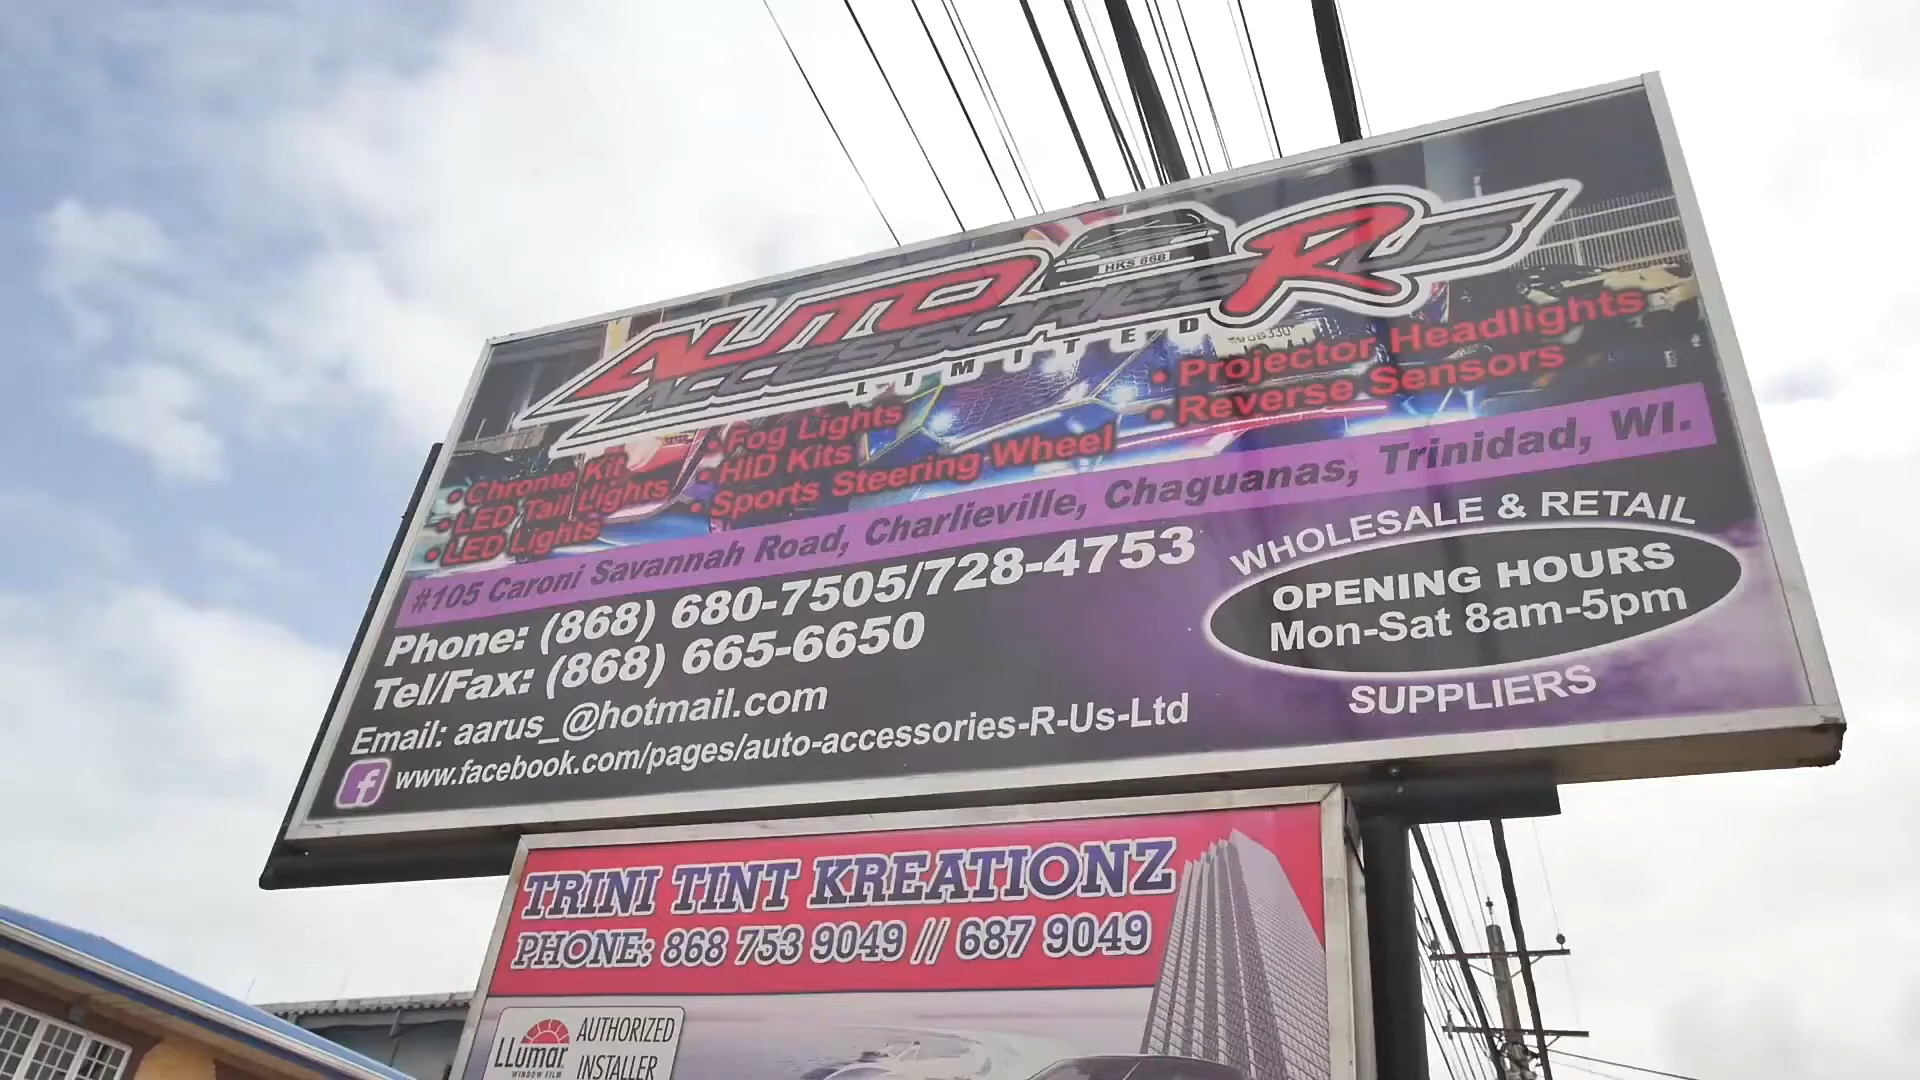 AUTO
ACCESSORIES R US
LIMITED
HKS 868
• Chrome Kit
• LED Tail Lights
• LED Lights
• Fog Lights
• HID Kits
• Sports Steering Wheel
• Projector Headlights
• Reverse Sensors
#105 Caroni Savannah Road, Charlieville, Chaguanas, Trinidad, WI.
Phone: (868) 680-7505/728-4753
Tel/Fax: (868) 665-6650
Email: aarus_@hotmail.com
f www.facebook.com/pages/auto-accessories-R-Us-Ltd
WHOLESALE & RETAIL
OPENING HOURS
Mon-Sat 8am-5pm
SUPPLIERS
TRINI TINT KREATIONZ
PHONE: 868 753 9049 // 687 9049
LLumar
WINDOW FILM
AUTHORIZED
INSTALLER